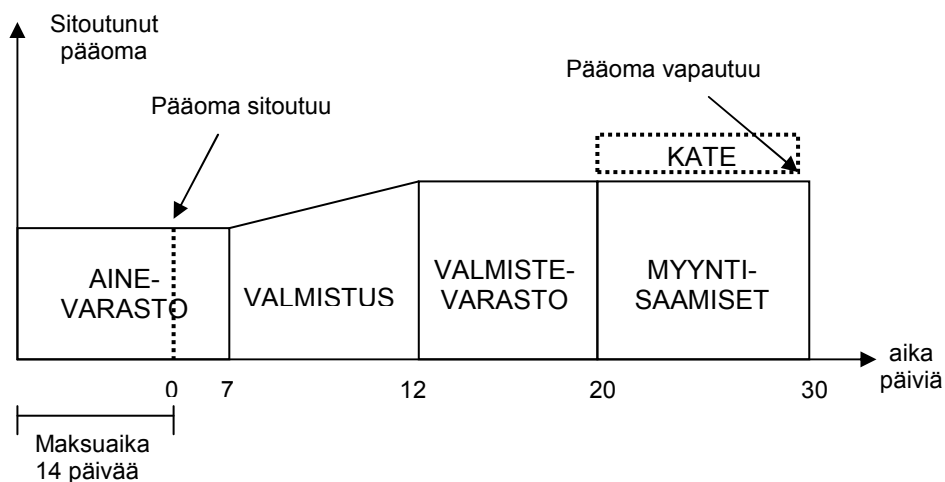 Sitoutunut
pääoma
Pääoma vapautuu
Pääoma sitoutuu
KATE
AINE-
VARASTO
VALMISTUS
VALMISTE-
VARASTO
MYYNTI-
SAAMISET
aika
päiviä
0 7 12 20 30
Maksuaika
14 päivää